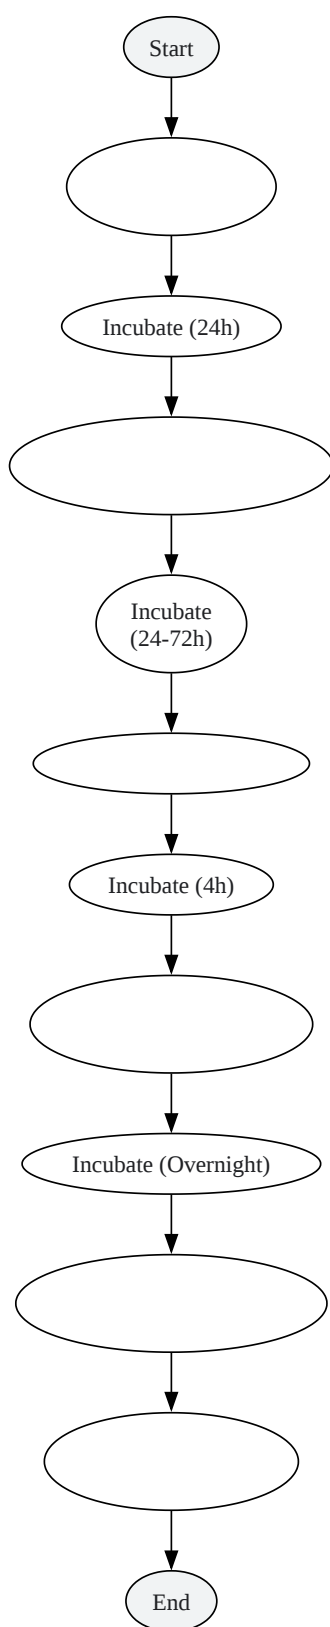 Start
Incubate (24h)
Incubate
(24-72h)
Incubate (4h)
Incubate (Overnight)
End